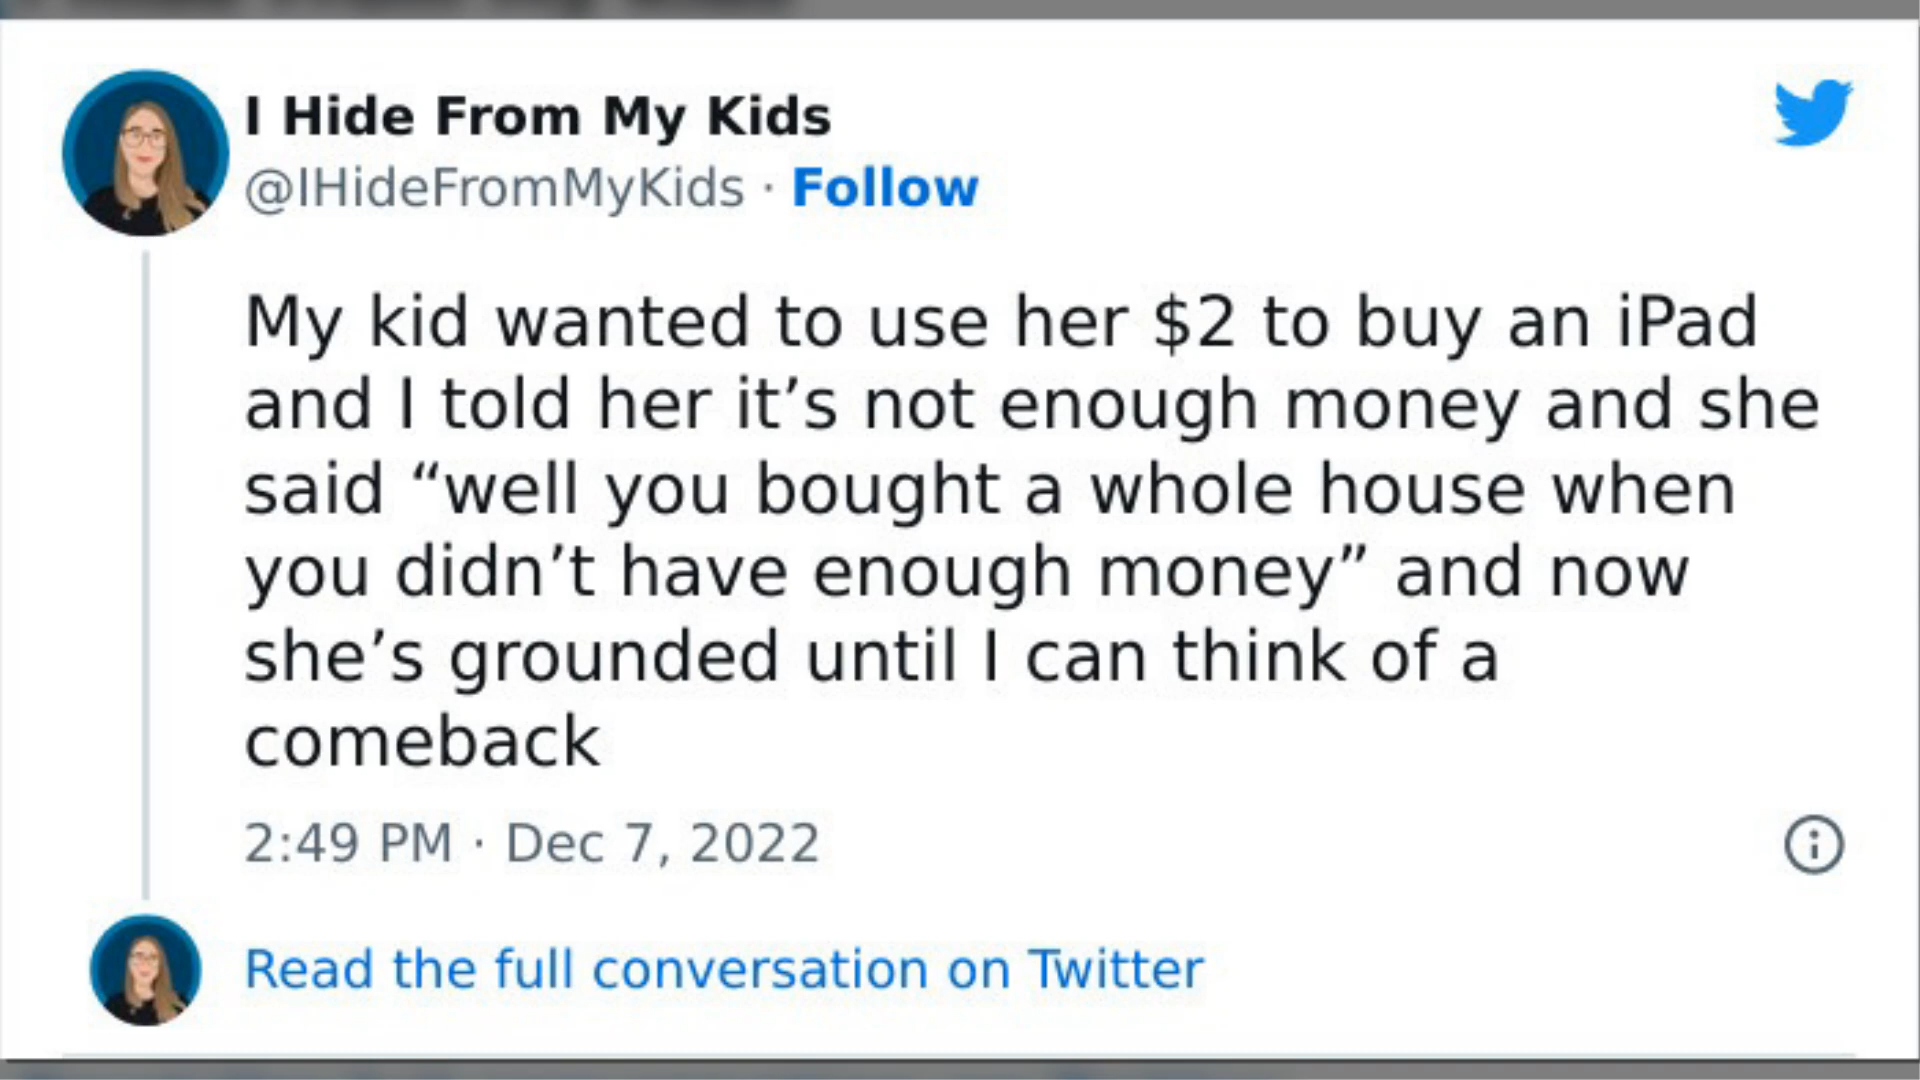 I Hide From My Kids
@IHideFromMyKids · Follow
My kid wanted to use her $2 to buy an iPad
and I told her it’s not enough money and she
said “well you bought a whole house when
you didn’t have enough money” and now
she’s grounded until I can think of a
comeback
2:49 PM · Dec 7, 2022
Read the full conversation on Twitter